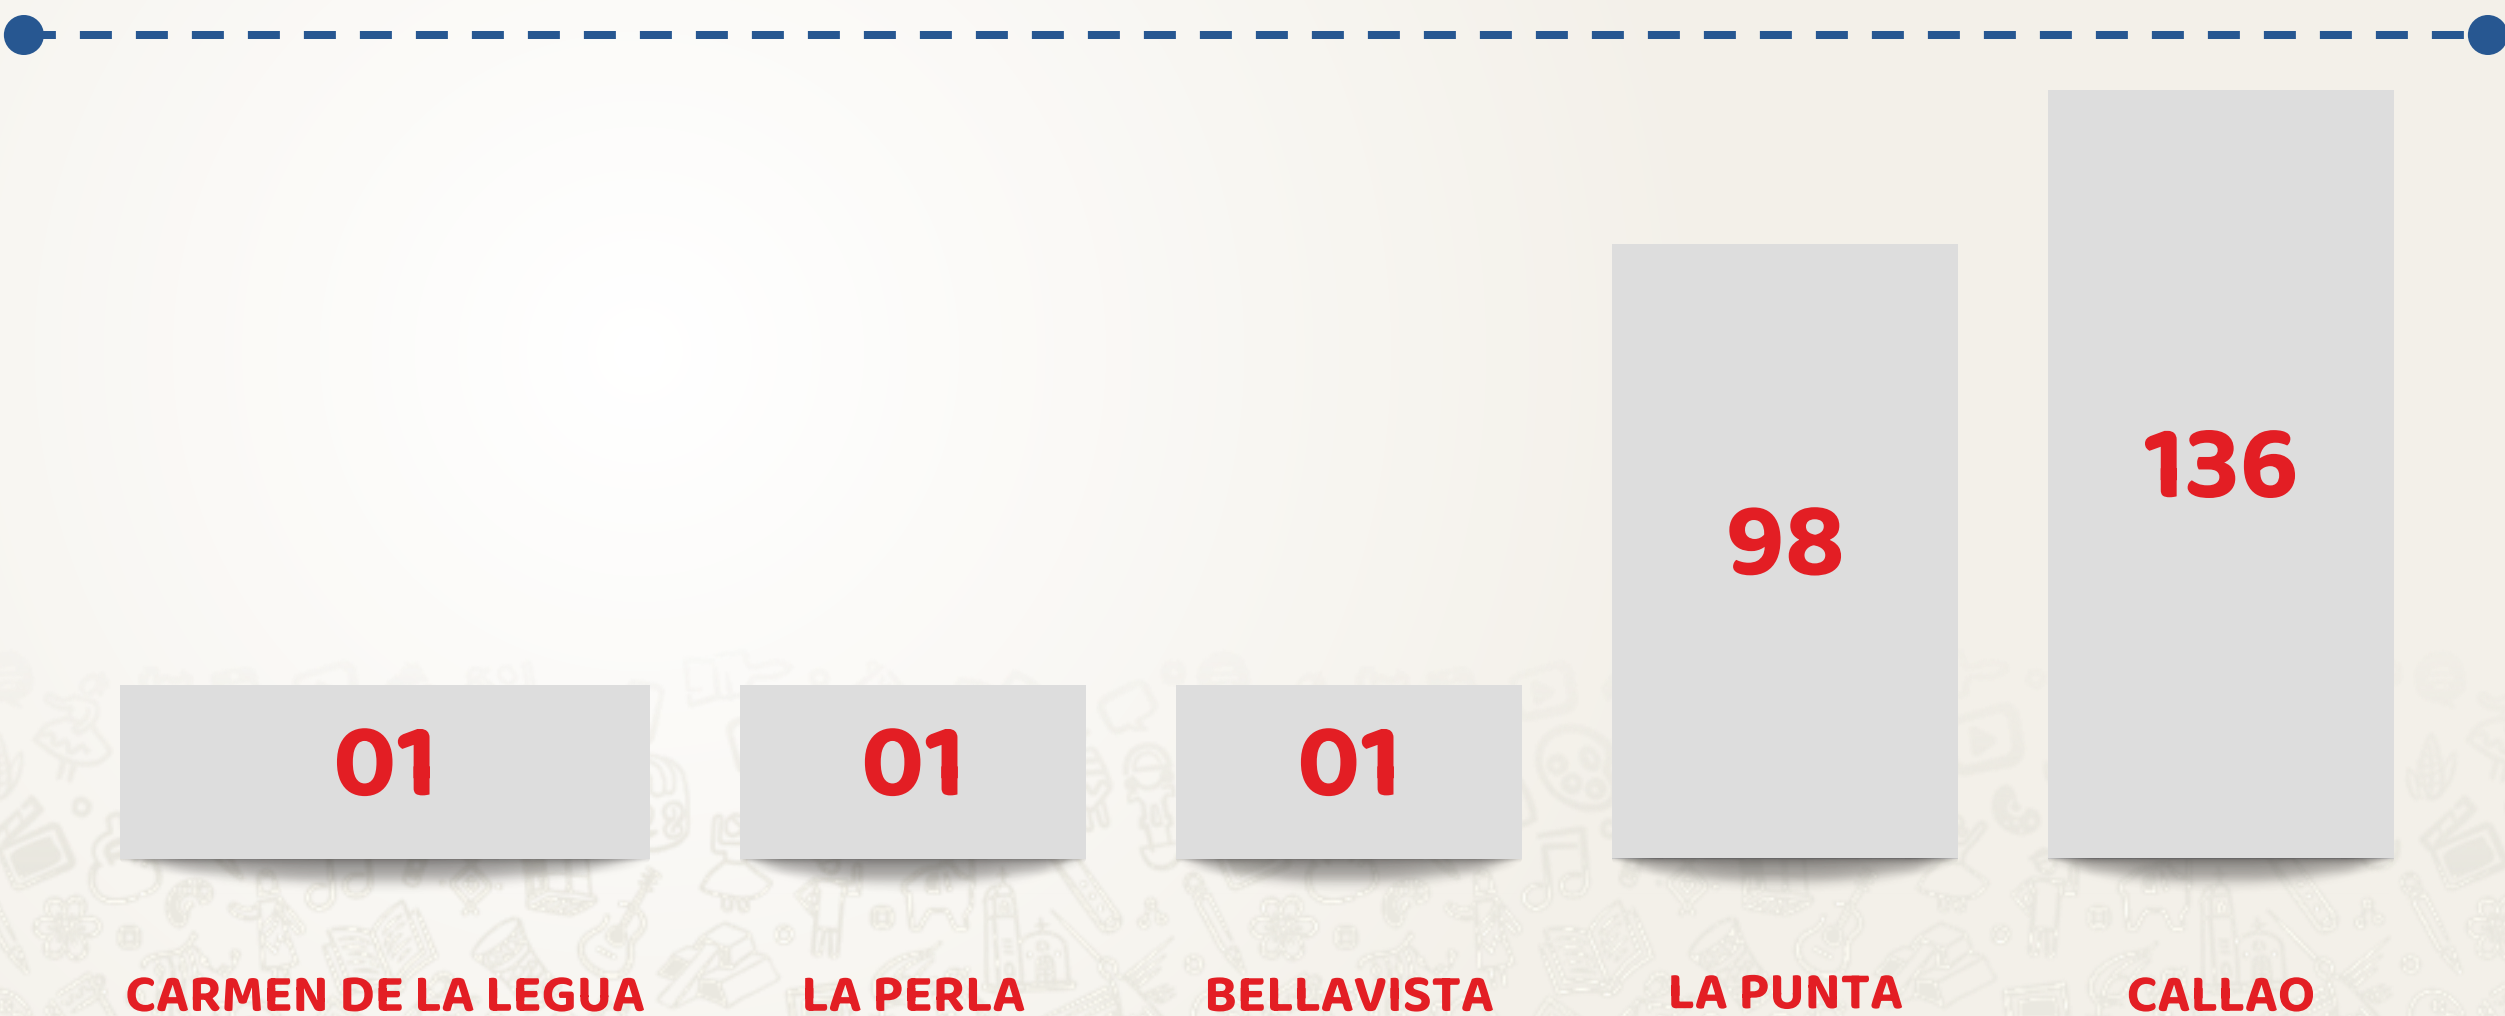 136
98
01
01
01
CARMEN DE LA LEGUA
LA PERLA
BELLAVISTA
LA PUNTA
CALLAO